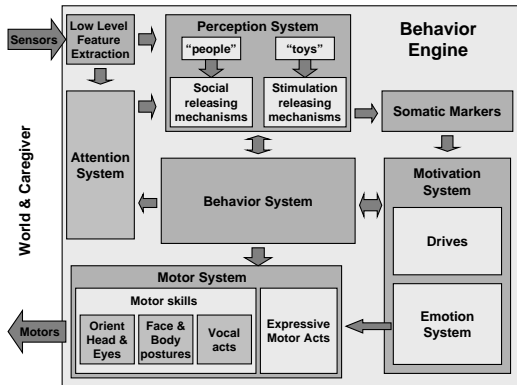 Sensors
Low Level
Feature
Extraction
Perception System
“people”
“toys”
Social
releasing
mechanisms
Stimulation
releasing
mechanisms
Behavior
Engine
Somatic Markers
World & Caregiver
Attention
System
Behavior System
Motivation
System
Drives
Emotion
System
Motor System
Motor skills
Orient
Head &
Eyes
Face &
Body
postures
Vocal
acts
Expressive
Motor Acts
Motors